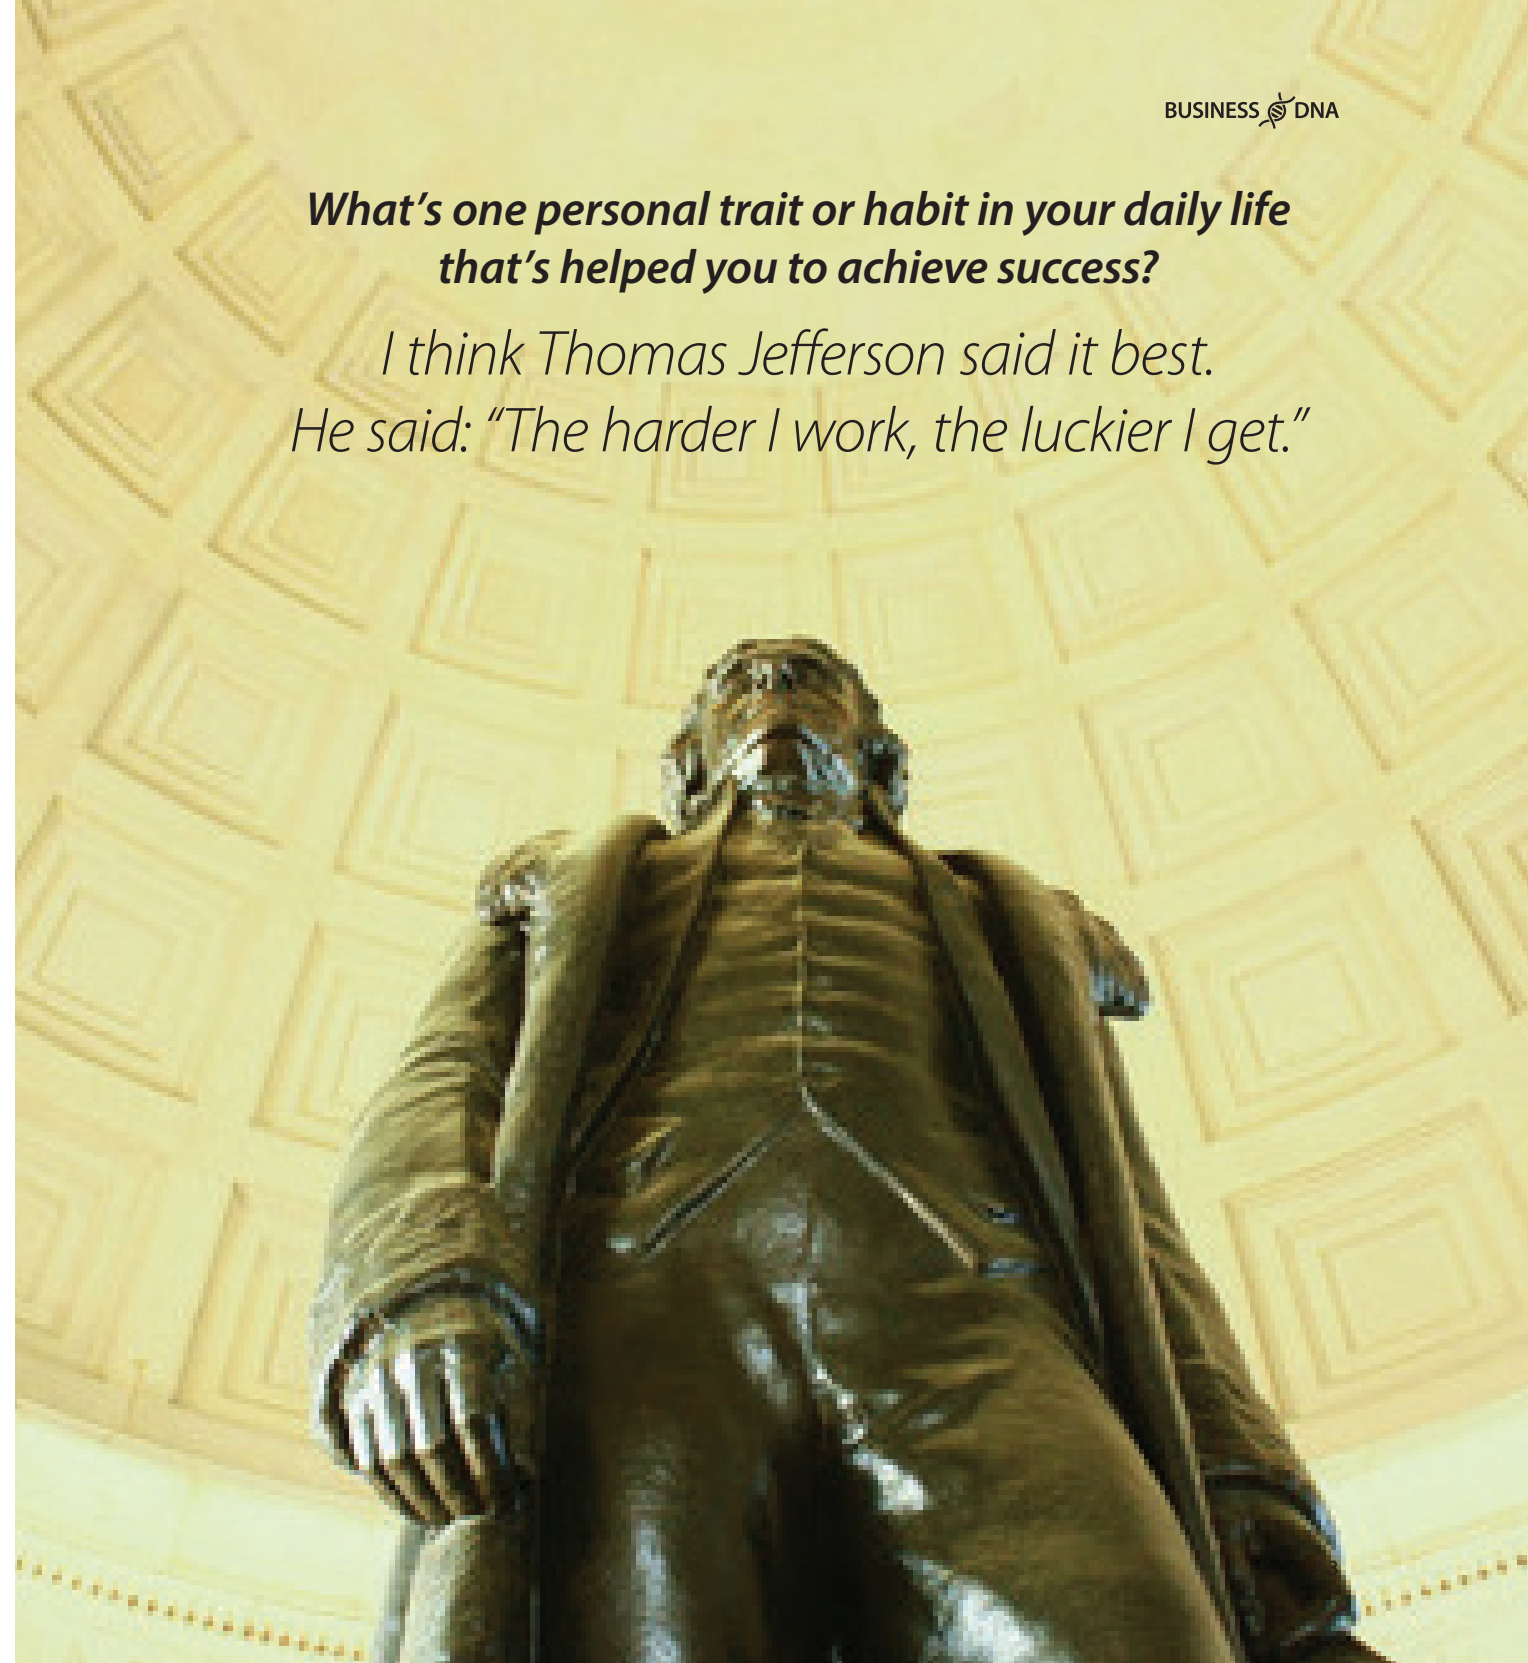 BUSINESS DNA
What’s one personal trait or habit in your daily life
that’s helped you to achieve success?
I think Thomas Jefferson said it best.
He said: “The harder I work, the luckier I get.”